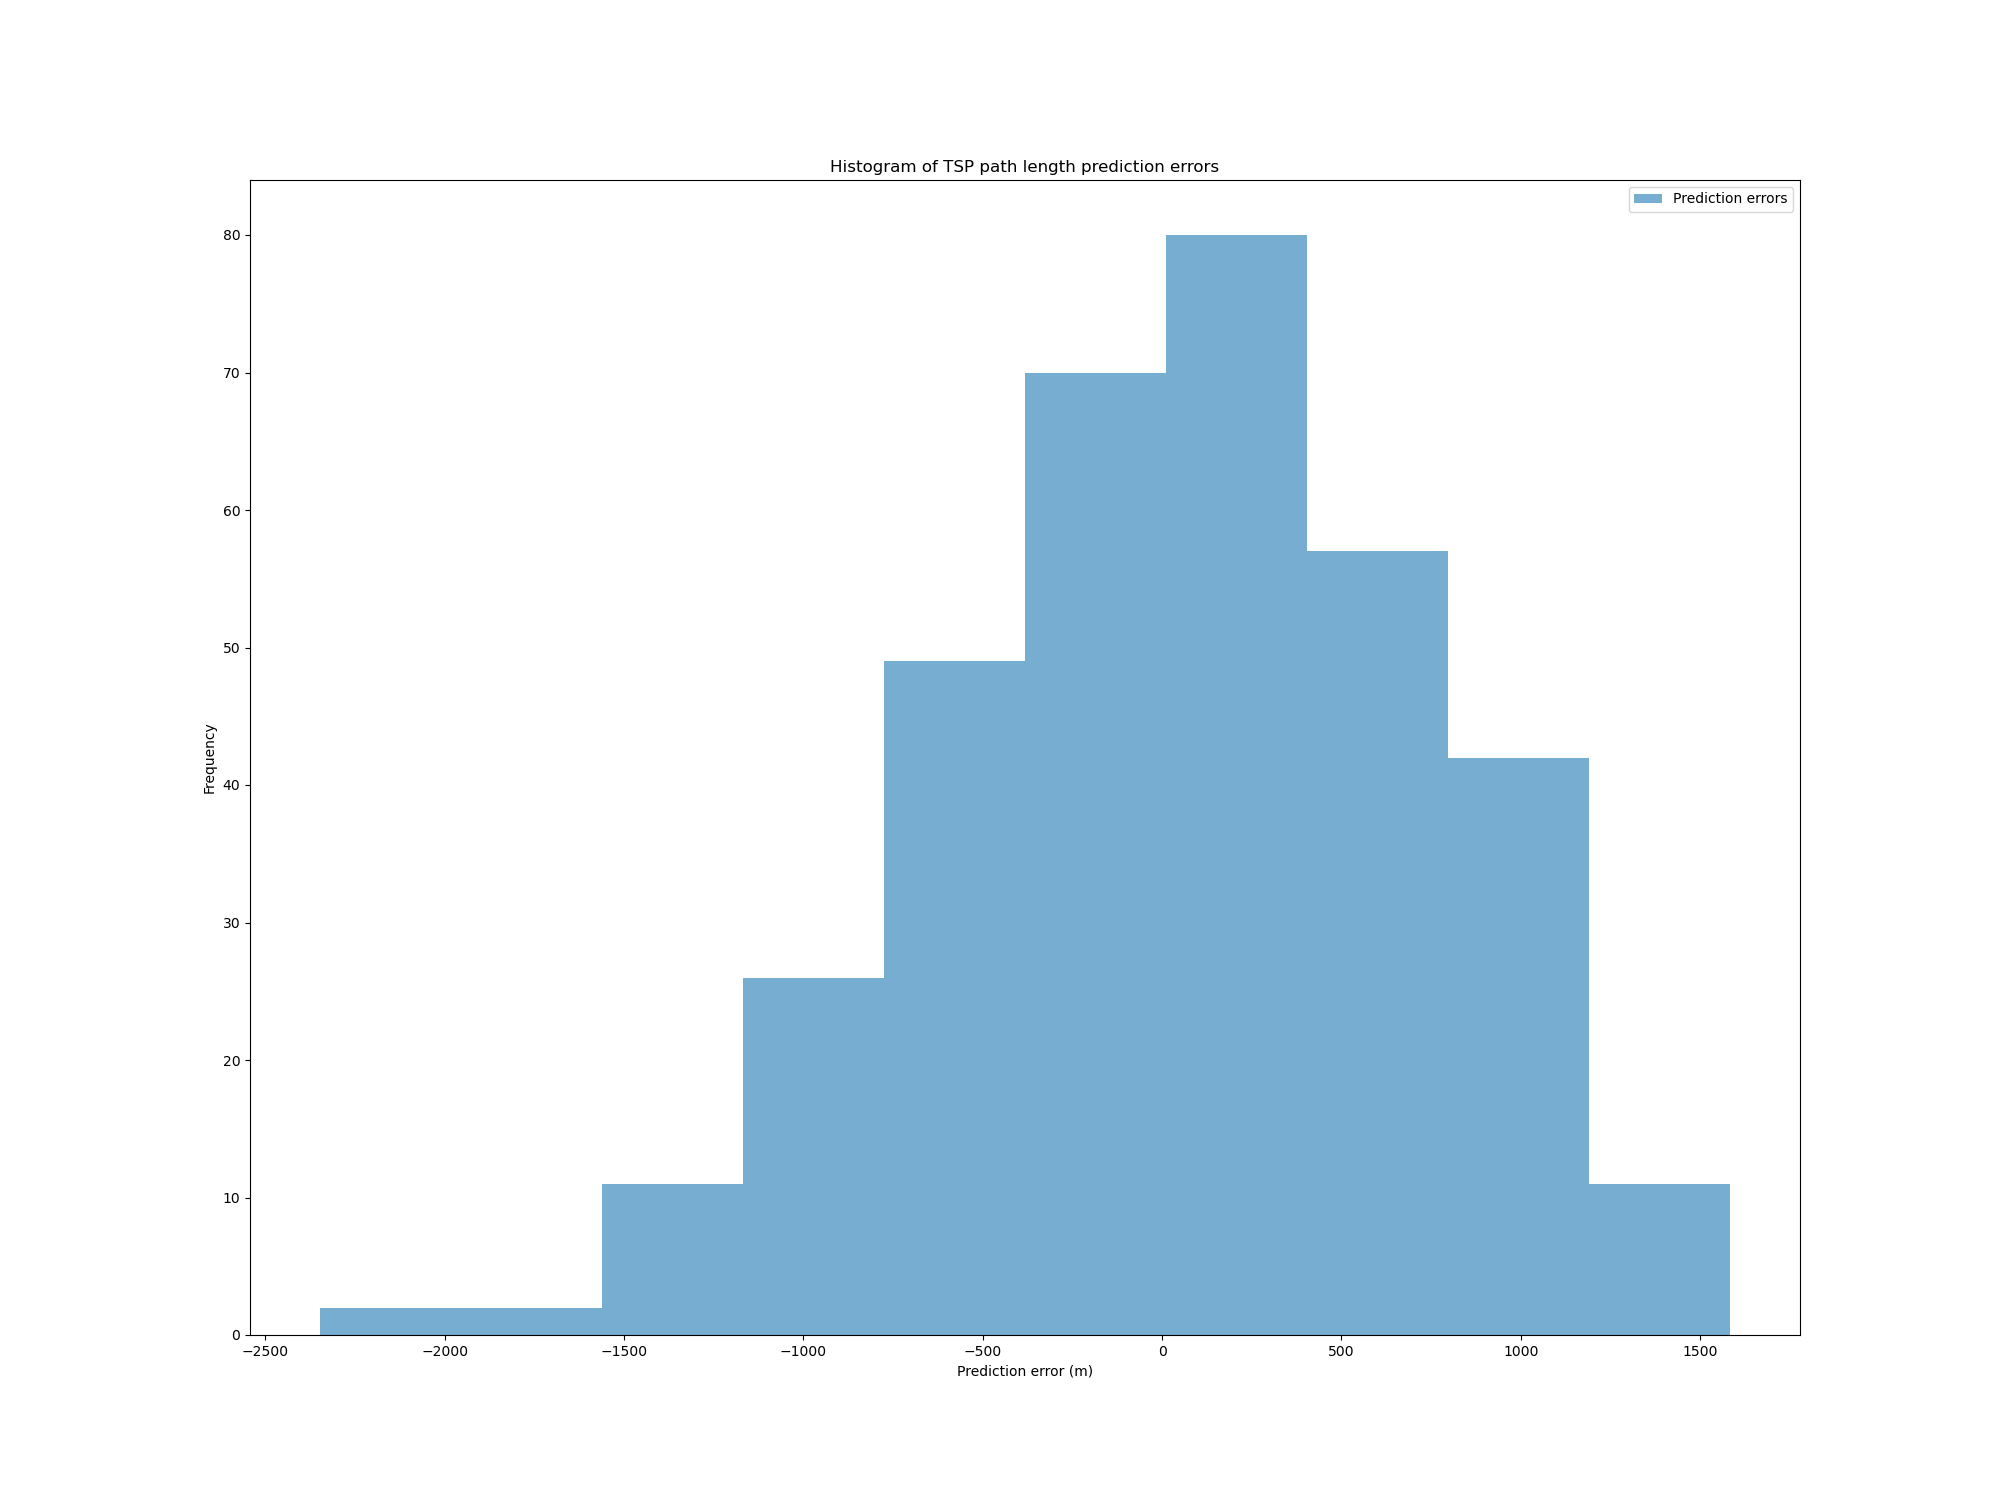 Histogram of TSP path length prediction errors
Prediction errors
80
70
60
50
40
30
20
10
0
Frequency
−2500 −2000 −1500 −1000 −500 0 500 1000 1500
Prediction error (m)